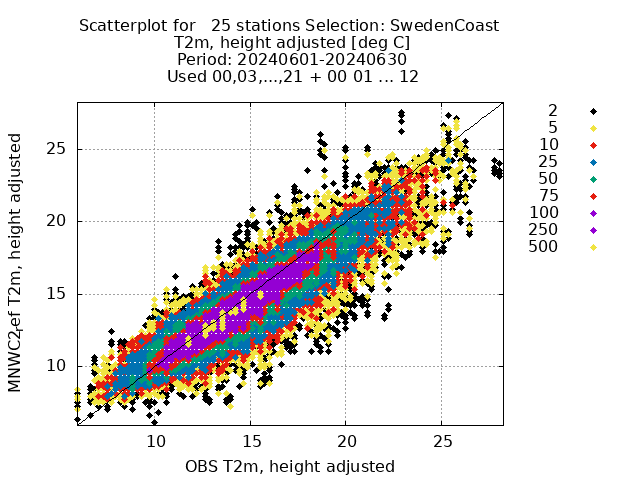 Scatterplot for   25 stations Selection: SwedenCoast
T2m, height adjusted [deg C]
Period: 20240601-20240630
Used 00,03,...,21 + 00 01 ... 12
2
5
10
25
50
75
100
250
500
25
20
15
10
10 15 20 25
OBS T2m, height adjusted
T2m, height adjusted